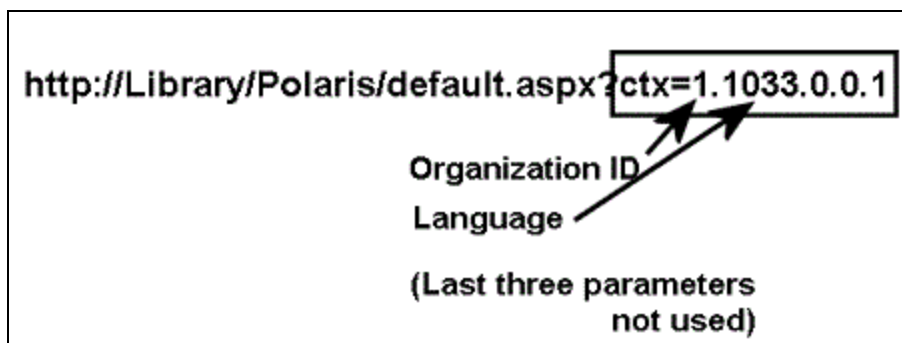 http://Library/Polaris/default.aspx?ctx=1.1033.0.0.1
Organization ID
Language
(Last three parameters
not used)